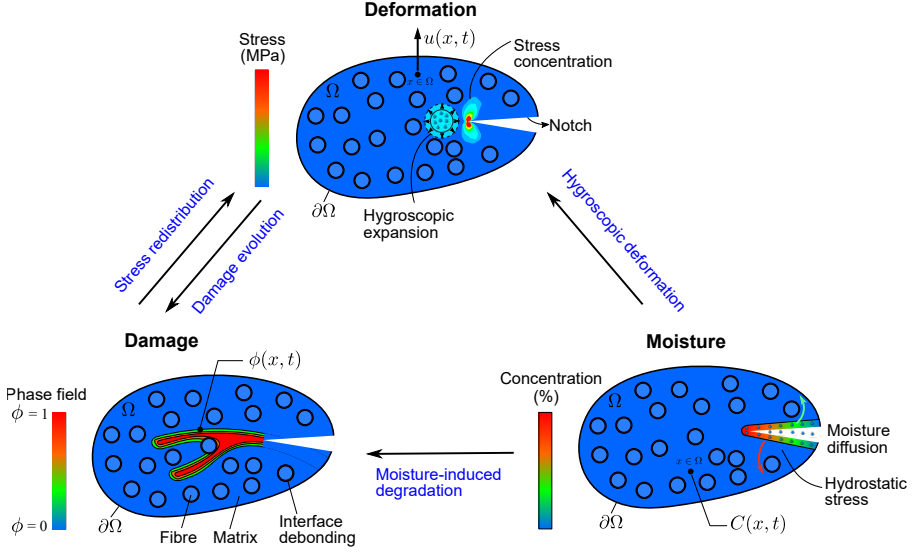 Deformation
Stress
(MPa)
u(x, t)
Stress
concentration
x ∈ Ω
Ω
Notch
∂Ω
Hygroscopic
expansion
Stress redistribution
Damage evolution
Hygroscopic deformation
Damage
Moisture
ϕ(x, t)
Phase field
ϕ = 1
ϕ = 0
Ω
∂Ω
Fibre
Matrix
Interface
debonding
Moisture-induced
degradation
Concentration
(%)
Ω
x ∈ Ω
∂Ω
C(x, t)
Moisture
diffusion
Hydrostatic
stress